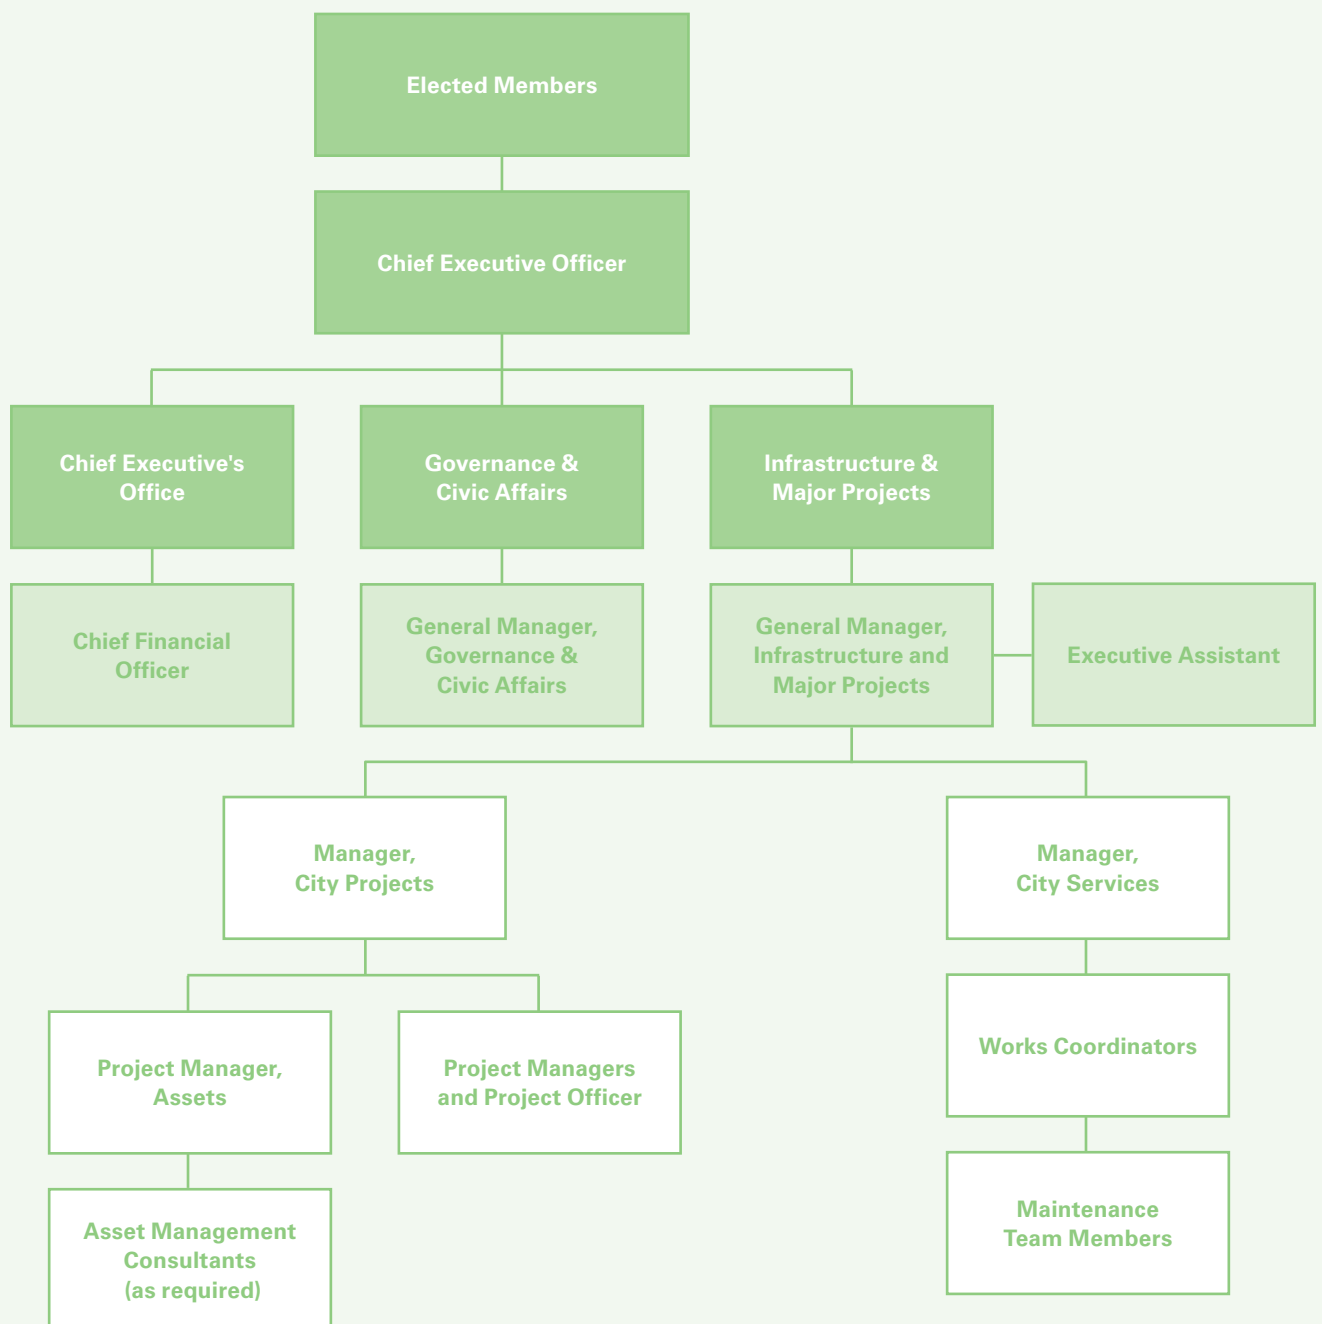 Elected Members
Chief Executive Officer
Chief Executive's
Office
Governance &
Civic Affairs
Infrastructure &
Major Projects
Chief Financial
Officer
General Manager,
Governance &
Civic Affairs
General Manager,
Infrastructure and
Major Projects
Executive Assistant
Manager,
City Projects
Manager,
City Services
Project Manager,
Assets
Project Managers
and Project Officer
Works Coordinators
Asset Management
Consultants
(as required)
Maintenance
Team Members